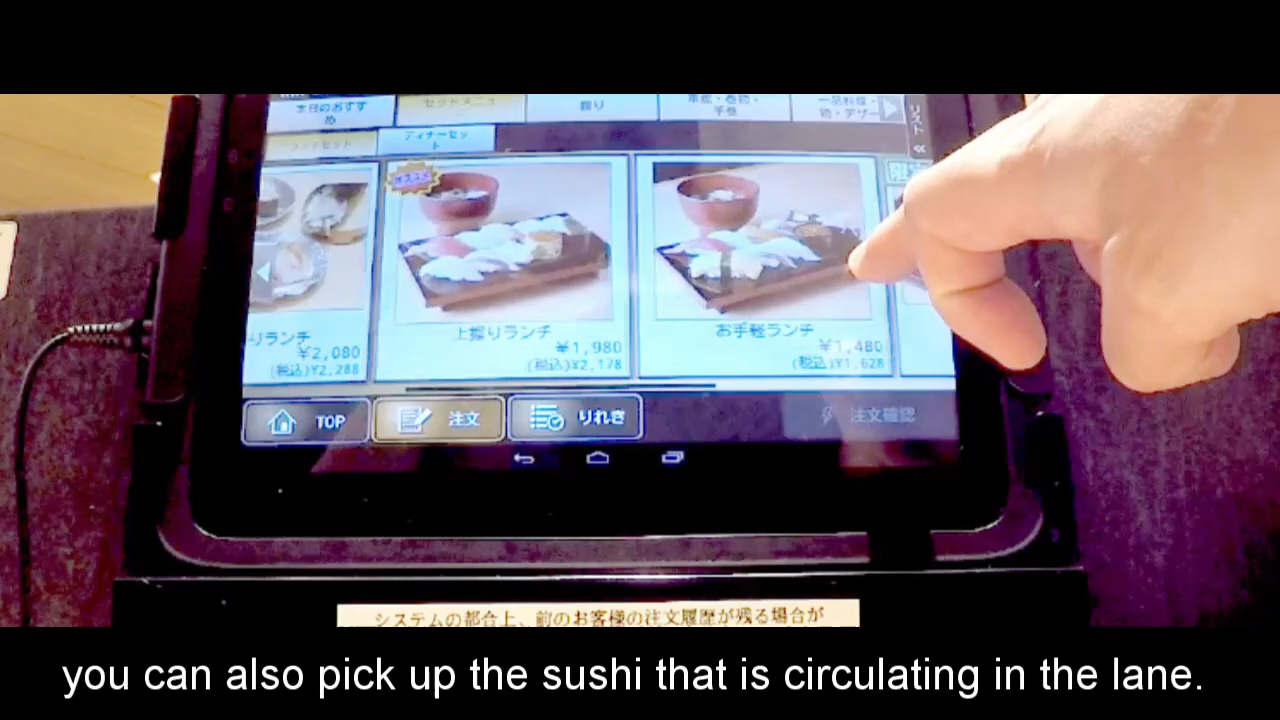 本日のおすす
め
セットメニュ
握り
軍艦・巻物・
手巻
一品料理・
物・デザー
リスト
ランチセット
ディナーセッ
ト
オススメ
りランチ
¥2,080
(税込)¥2,288
上握りランチ
¥1,980
(税込)¥2,178
お手軽ランチ
¥1,480
(税込)¥1,628
TOP
注文
りれき
注文確認
システムの都合上、前のお客様の注文履歴が残る場合が
you can also pick up the sushi that is circulating in the lane.